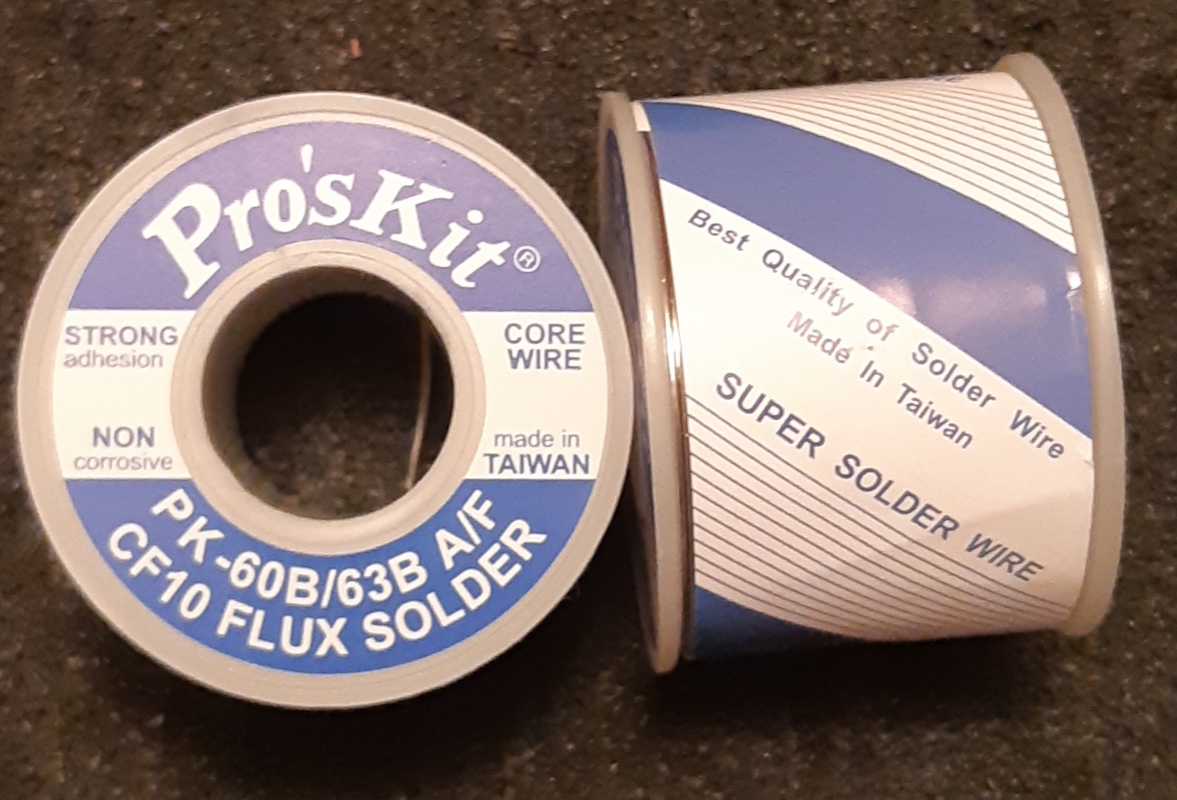 Pro'sKit®
STRONG
adhesion
CORE
WIRE
NON
corrosive
made in
TAIWAN
PK-60B/63B A/F
CF10 FLUX SOLDER
Best Quality of Solder Wire
Made In Taiwan
SUPER SOLDER WIRE